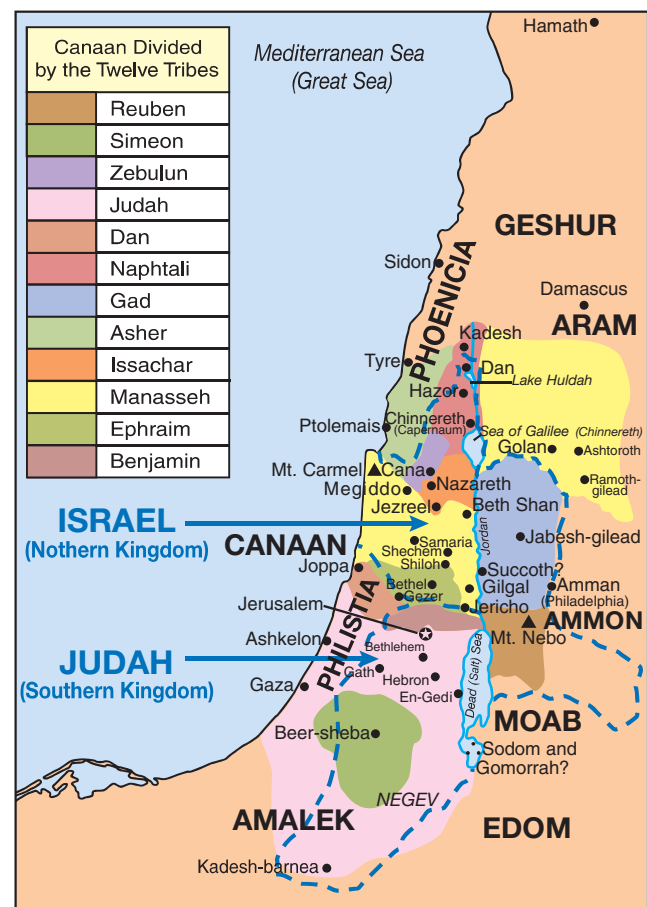 Canaan Divided
by the Twelve Tribes
Reuben
Simeon
Zebulun
Judah
Dan
Naphtali
Gad
Asher
Issachar
Manasseh
Ephraim
Benjamin
Mediterranean Sea
(Great Sea)
Hamath
GESHUR
Sidon
PHOENICIA
Damascus
ARAM
Kadesh
Tyre
Dan
Lake Huldah
Hazor
Chinnereth
(Capernaum)
Ptolemais
Sea of Galilee (Chinnereth)
Golan
Ashtoroth
Mt. Carmel
Cana
Nazareth
Ramoth-
gilead
Megiddo
Jezreel
Beth Shan
ISRAEL
(Nothern Kingdom)
CANAAN
Samaria
Jordan
Jabesh-gilead
Shechem
Shiloh
Joppa
Succoth?
Bethel
Gilgal
Amman
(Philadelphia)
Gezer
Jericho
Jerusalem
AMMON
Mt. Nebo
PHILISTIA
Ashkelon
Bethlehem
JUDAH
(Southern Kingdom)
Gath
Hebron
Dead (Salt) Sea
Gaza
En-Gedi
MOAB
Beer-sheba
Sodom and
Gomorrah?
NEGEV
AMALEK
EDOM
Kadesh-barnea